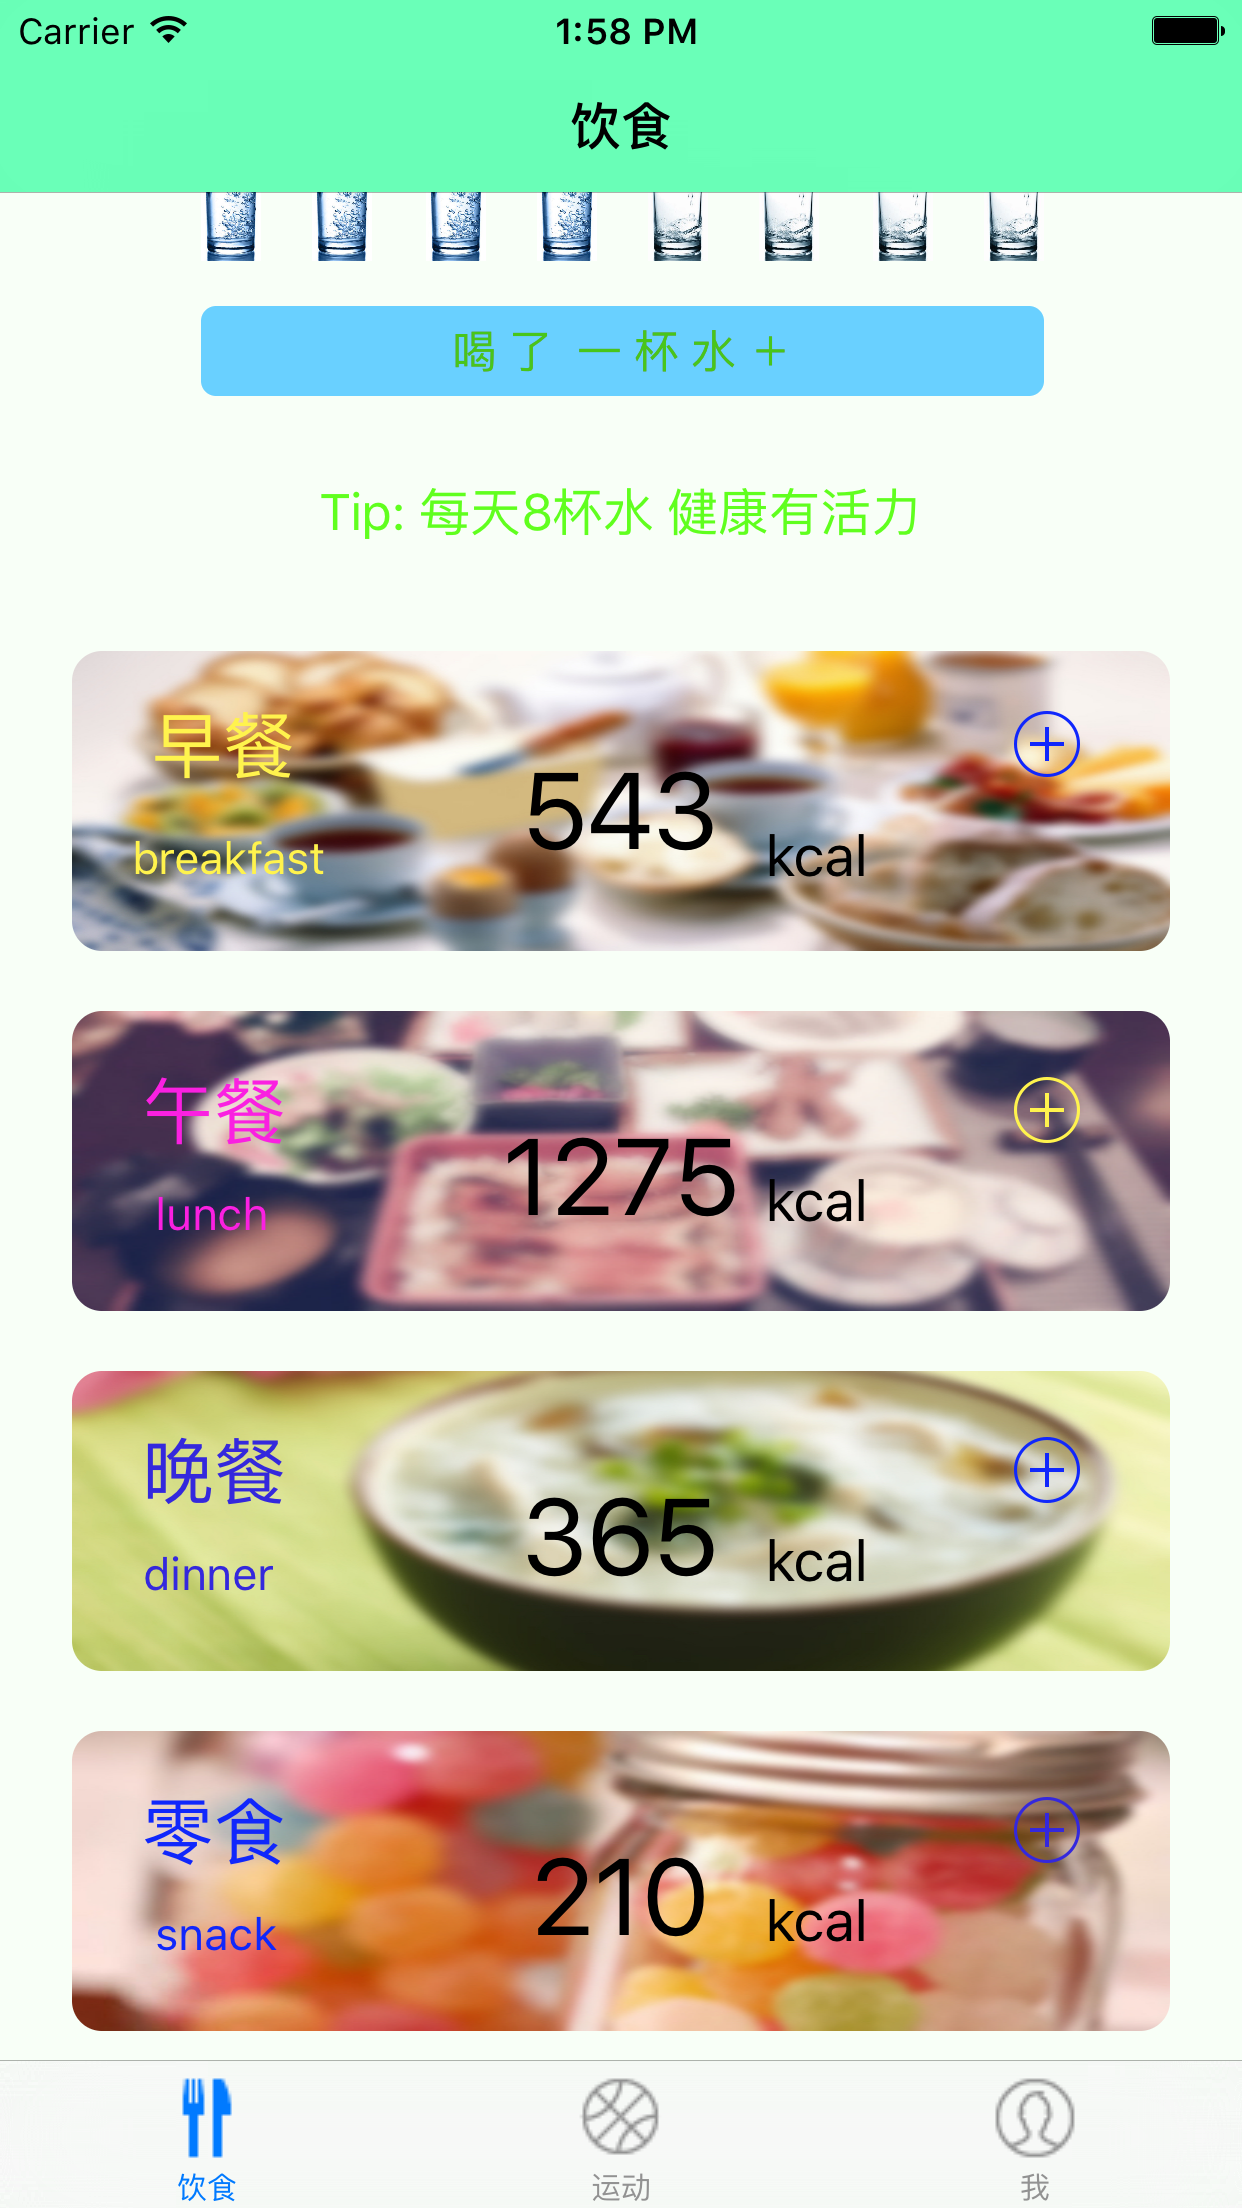 Carrier 1:58 PM
饮食
喝了 一杯水+
Tip: 每天8杯水 健康有活力
早餐
breakfast
543 kcal
午餐
lunch
1275 kcal
晚餐
dinner
365 kcal
零食
snack
210 kcal
饮食 运动 我